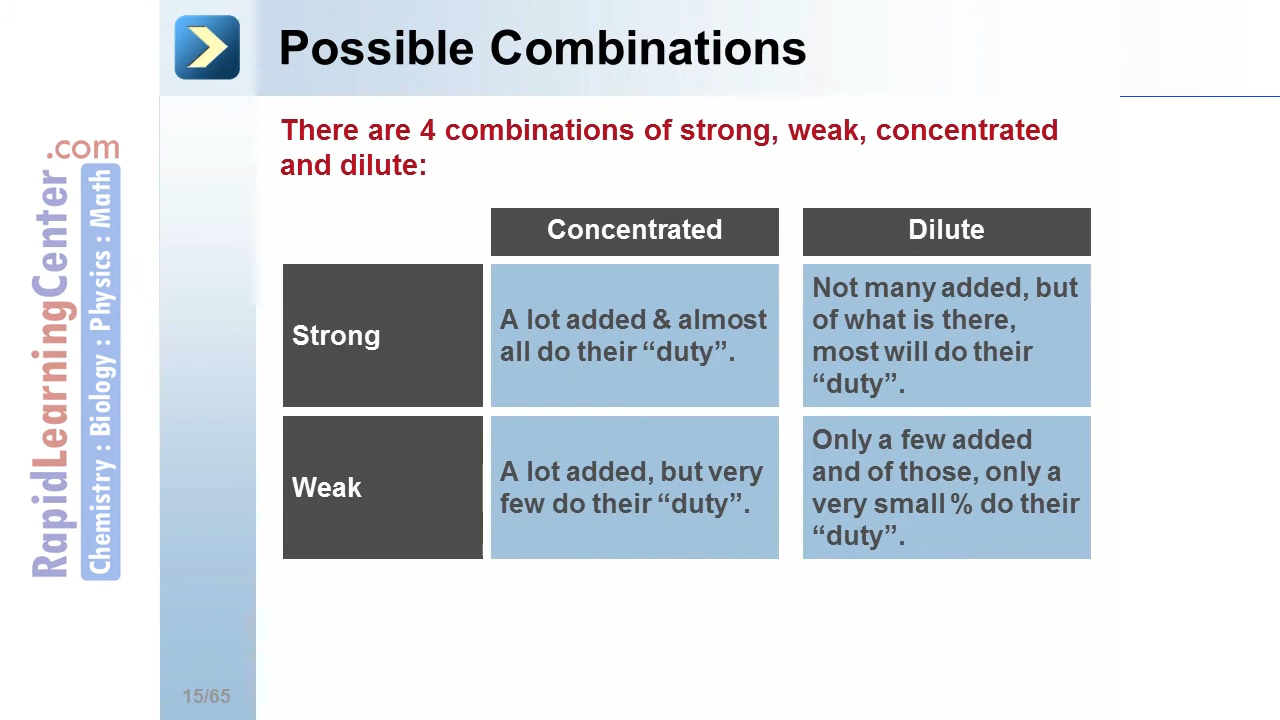 Possible Combinations
There are 4 combinations of strong, weak, concentrated
and dilute:
Concentrated
Dilute
Strong
A lot added & almost
all do their “duty”.
Not many added, but
of what is there,
most will do their
“duty”.
Weak
A lot added, but very
few do their “duty”.
Only a few added
and of those, only a
very small % do their
“duty”.
RapidLearningCenter.com
Chemistry : Biology : Physics : Math
15/65